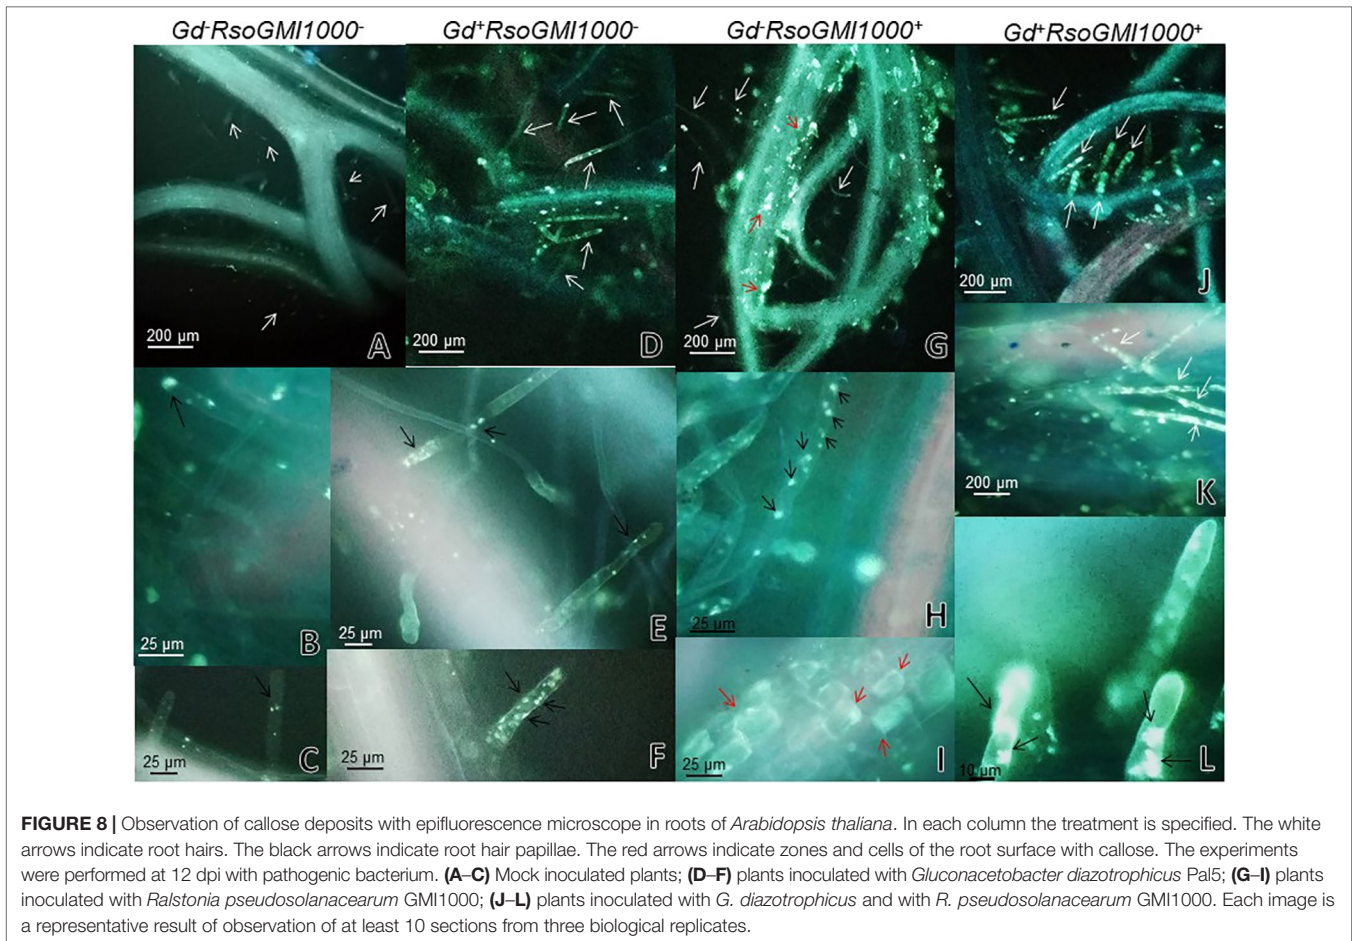 Gd⁻RsoGMI1000⁻ Gd⁺RsoGMI1000⁻ Gd⁻RsoGMI1000⁺ Gd⁺RsoGMI1000⁺
200 µm A
200 µm D
200 µm G
200 µm J
25 µm B
25 µm E
25 µm H
200 µm K
25 µm C
25 µm F
25 µm I
10 µm L
FIGURE 8 | Observation of callose deposits with epifluorescence microscope in roots of Arabidopsis thaliana. In each column the treatment is specified. The white
arrows indicate root hairs. The black arrows indicate root hair papillae. The red arrows indicate zones and cells of the root surface with callose. The experiments
were performed at 12 dpi with pathogenic bacterium. (A–C) Mock inoculated plants; (D–F) plants inoculated with Gluconacetobacter diazotrophicus Pal5; (G–I) plants
inoculated with Ralstonia pseudosolanacearum GMI1000; (J–L) plants inoculated with G. diazotrophicus and with R. pseudosolanacearum GMI1000. Each image is
a representative result of observation of at least 10 sections from three biological replicates.